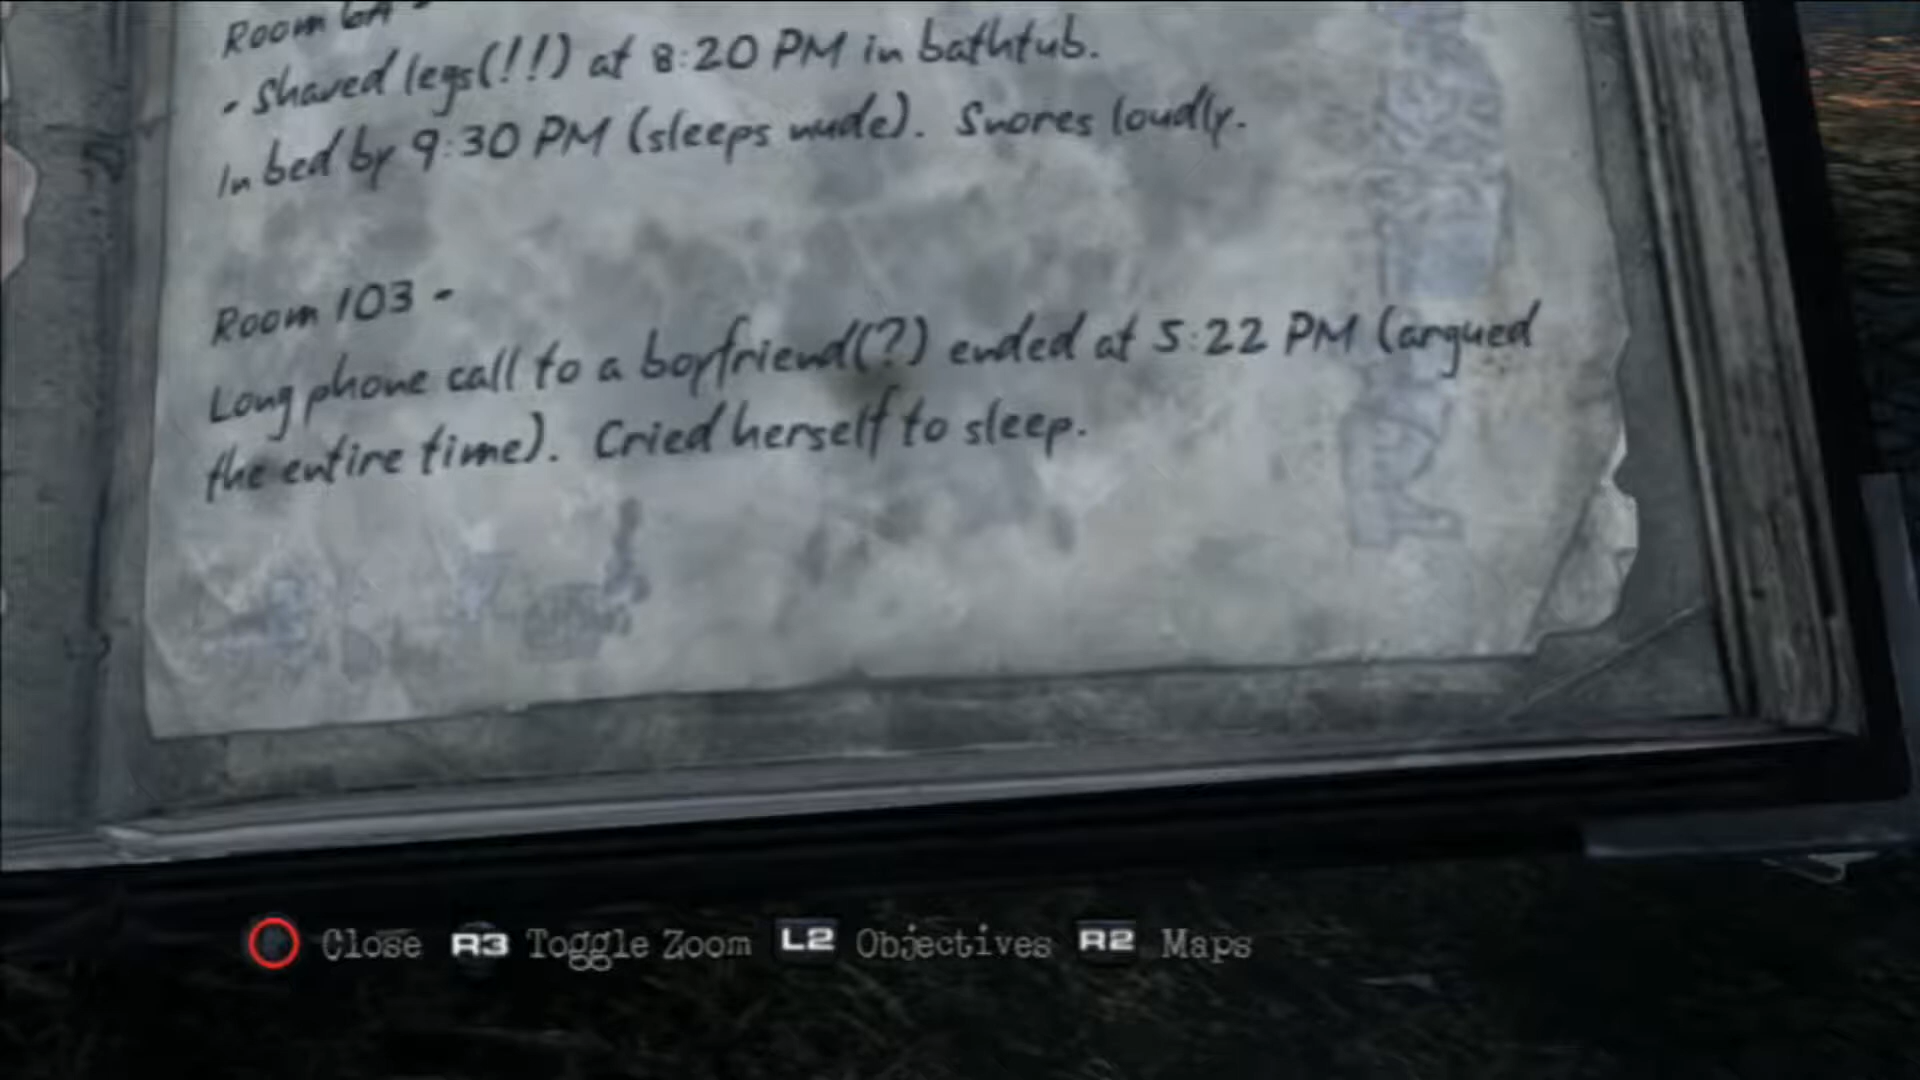 Room 6A -
- Shaved legs(!!) at 8:20 PM in bathtub.
In bed by 9:30 PM (sleeps nude). Snores loudly.
Room 103 -
Long phone call to a boyfriend(?) ended at 5:22 PM (argued
the entire time). Cried herself to sleep.
Close R3 Toggle Zoom L2 Objectives R2 Maps